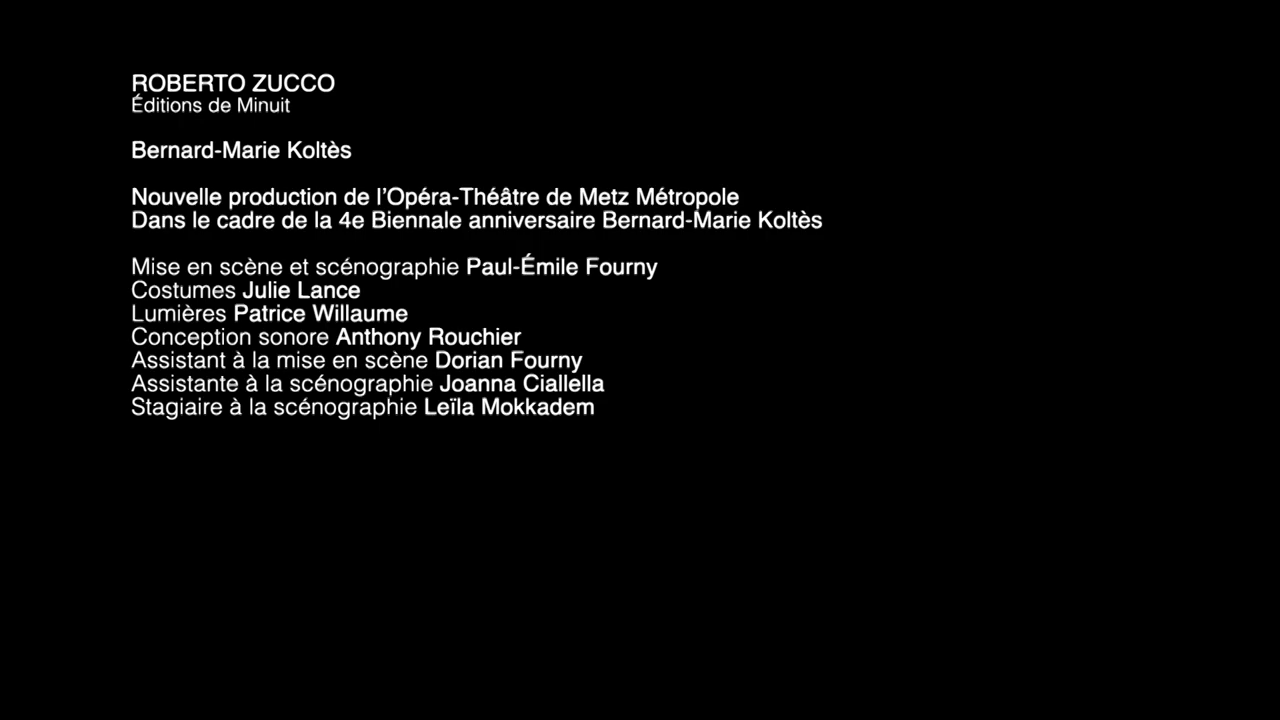 ROBERTO ZUCCO
Éditions de Minuit
Bernard-Marie Koltès
Nouvelle production de l’Opéra-Théâtre de Metz Métropole
Dans le cadre de la 4e Biennale anniversaire Bernard-Marie Koltès
Mise en scène et scénographie Paul-Émile Fourny
Costumes Julie Lance
Lumières Patrice Willaume
Conception sonore Anthony Rouchier
Assistant à la mise en scène Dorian Fourny
Assistante à la scénographie Joanna Ciallella
Stagiaire à la scénographie Leïla Mokkadem